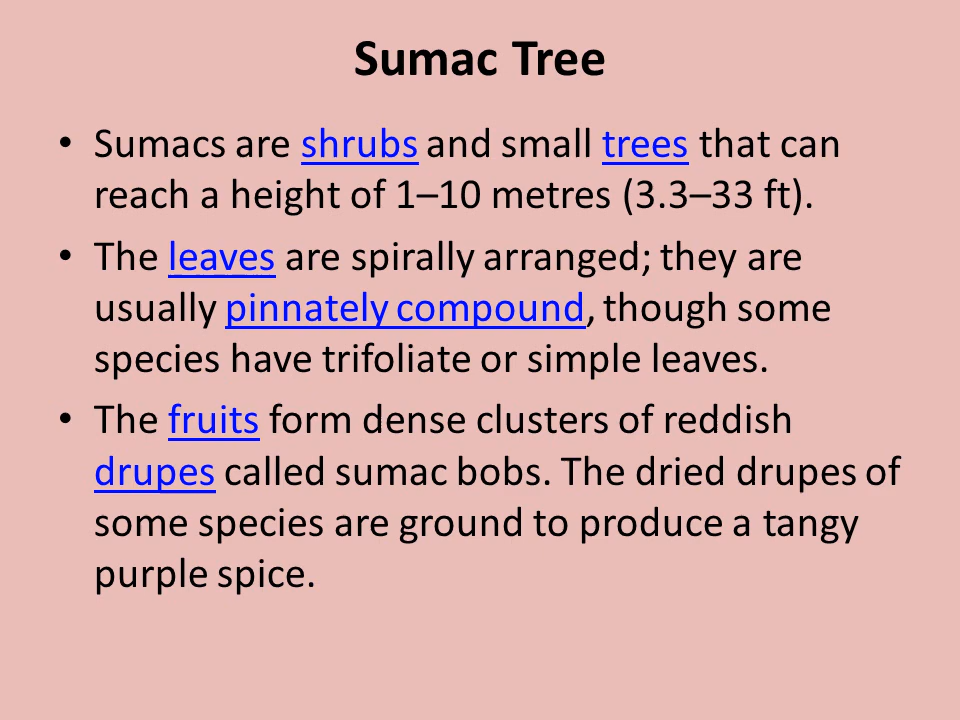 Sumac Tree
• Sumacs are shrubs and small trees that can
reach a height of 1–10 metres (3.3–33 ft).
• The leaves are spirally arranged; they are
usually pinnately compound, though some
species have trifoliate or simple leaves.
• The fruits form dense clusters of reddish
drupes called sumac bobs. The dried drupes of
some species are ground to produce a tangy
purple spice.